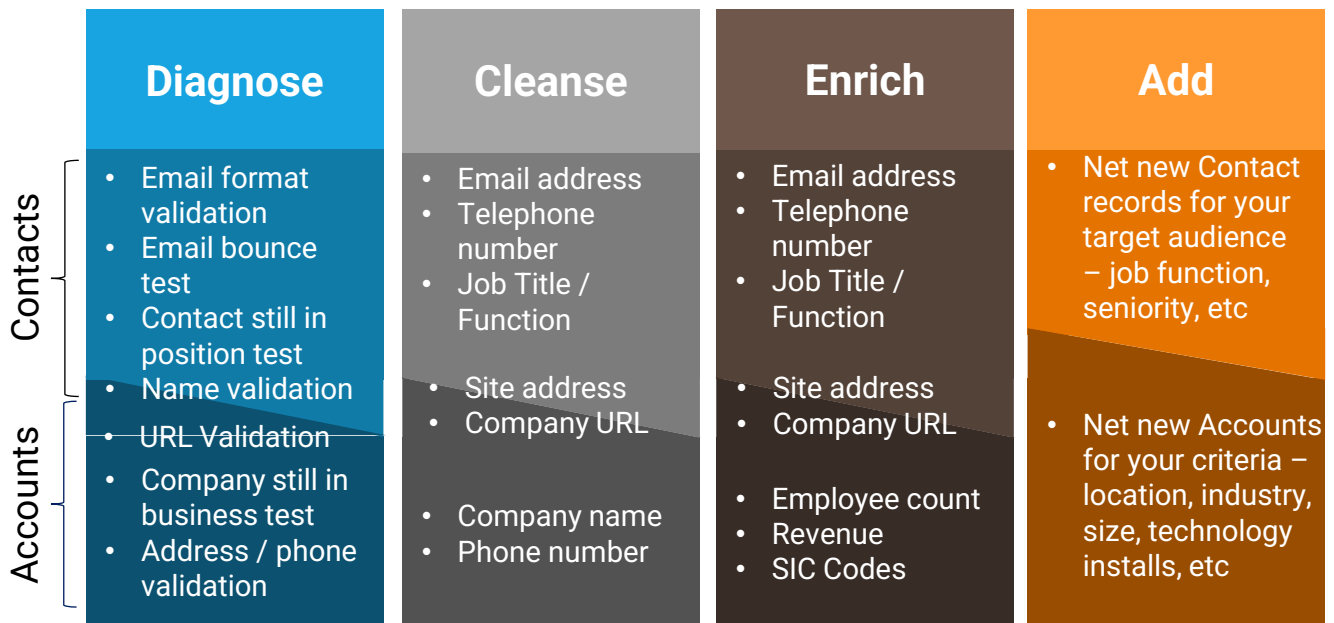 Diagnose
Cleanse
Enrich
Add
Contacts
Accounts
• Email format
validation
• Email bounce
test
• Contact still in
position test
• Name validation
• URL Validation
• Company still in
business test
• Address / phone
validation
• Email address
• Telephone
number
• Job Title /
Function
• Site address
• Company URL
• Company name
• Phone number
• Email address
• Telephone
number
• Job Title /
Function
• Site address
• Company URL
• Employee count
• Revenue
• SIC Codes
• Net new Contact
records for your
target audience
– job function,
seniority, etc
• Net new Accounts
for your criteria –
location, industry,
size, technology
installs, etc